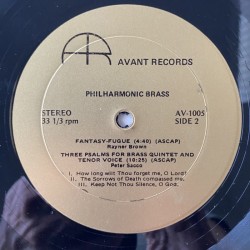 AR AVANT RECORDS
PHILHARMONIC BRASS
STEREO AV-1005
33 1/3 rpm SIDE 2
FANTASY-FUGUE (4:40) (ASCAP)
Rayner Brown
THREE PSALMS FOR BRASS QUINTET AND
TENOR VOICE (10:25) (ASCAP)
Peter Sacco
I. How long wilt Thou forget me, O Lord?
II. The Sorrows of Death compassed me,
III. Keep Not Thou Silence, O God;